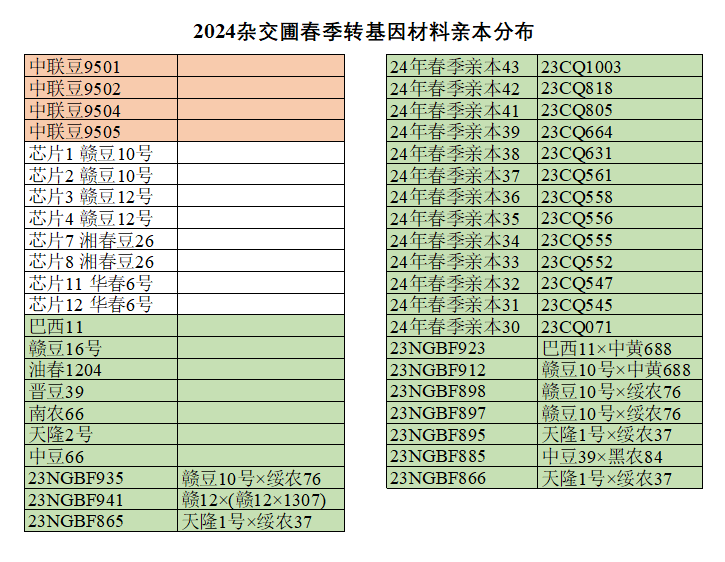 2024杂交圃春季转基因材料亲本分布
中联豆9501
中联豆9502
中联豆9504
中联豆9505
芯片1 赣豆10号
芯片2 赣豆10号
芯片3 赣豆12号
芯片4 赣豆12号
芯片7 湘春豆26
芯片8 湘春豆26
芯片11 华春6号
芯片12 华春6号
巴西11
赣豆16号
油春1204
晋豆39
南农66
天隆2号
中豆66
23NGBF935 赣豆10号×绥农76
23NGBF941 赣12×(赣12×1307)
23NGBF865 天隆1号×绥农37
24年春季亲本43 23CQ1003
24年春季亲本42 23CQ818
24年春季亲本41 23CQ805
24年春季亲本39 23CQ664
24年春季亲本38 23CQ631
24年春季亲本37 23CQ561
24年春季亲本36 23CQ558
24年春季亲本35 23CQ556
24年春季亲本34 23CQ555
24年春季亲本33 23CQ552
24年春季亲本32 23CQ547
24年春季亲本31 23CQ545
24年春季亲本30 23CQ071
23NGBF923 巴西11×中黄688
23NGBF912 赣豆10号×中黄688
23NGBF898 赣豆10号×绥农76
23NGBF897 赣豆10号×绥农76
23NGBF895 天隆1号×绥农37
23NGBF885 中豆39×黑农84
23NGBF866 天隆1号×绥农37